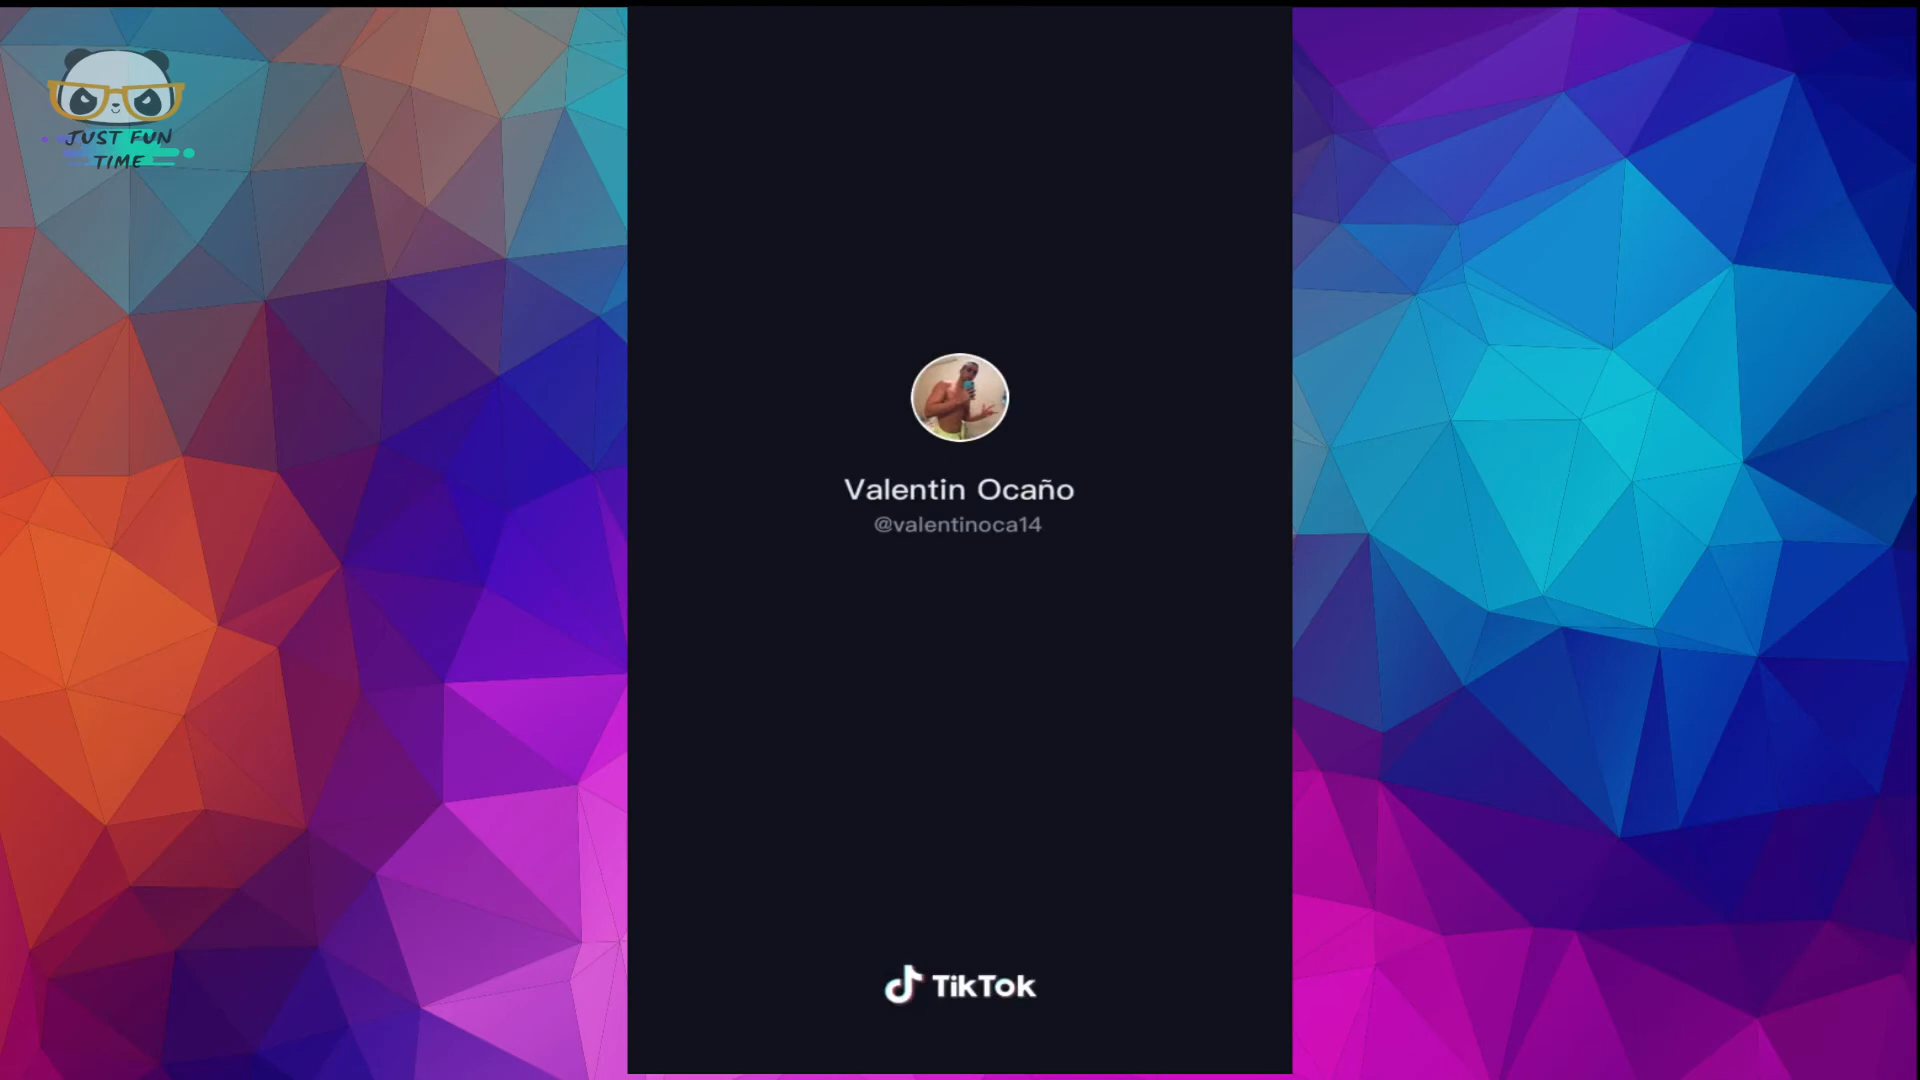 JUST FUN
TIME
Valentin Ocaño
@valentinoca14
TikTok